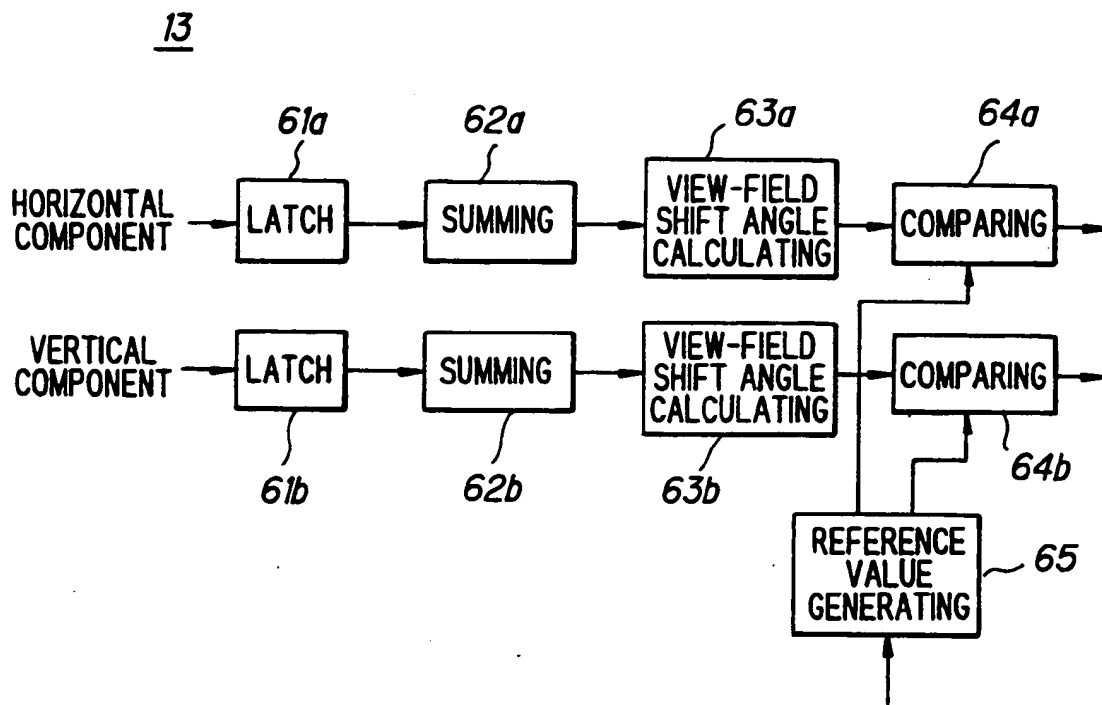 13
61a
62a
63a
64a
HORIZONTAL
COMPONENT
LATCH
SUMMING
VIEW-FIELD
SHIFT ANGLE
CALCULATING
COMPARING
VERTICAL
COMPONENT
LATCH
SUMMING
VIEW-FIELD
SHIFT ANGLE
CALCULATING
COMPARING
61b
62b
63b
64b
REFERENCE
VALUE
GENERATING
65